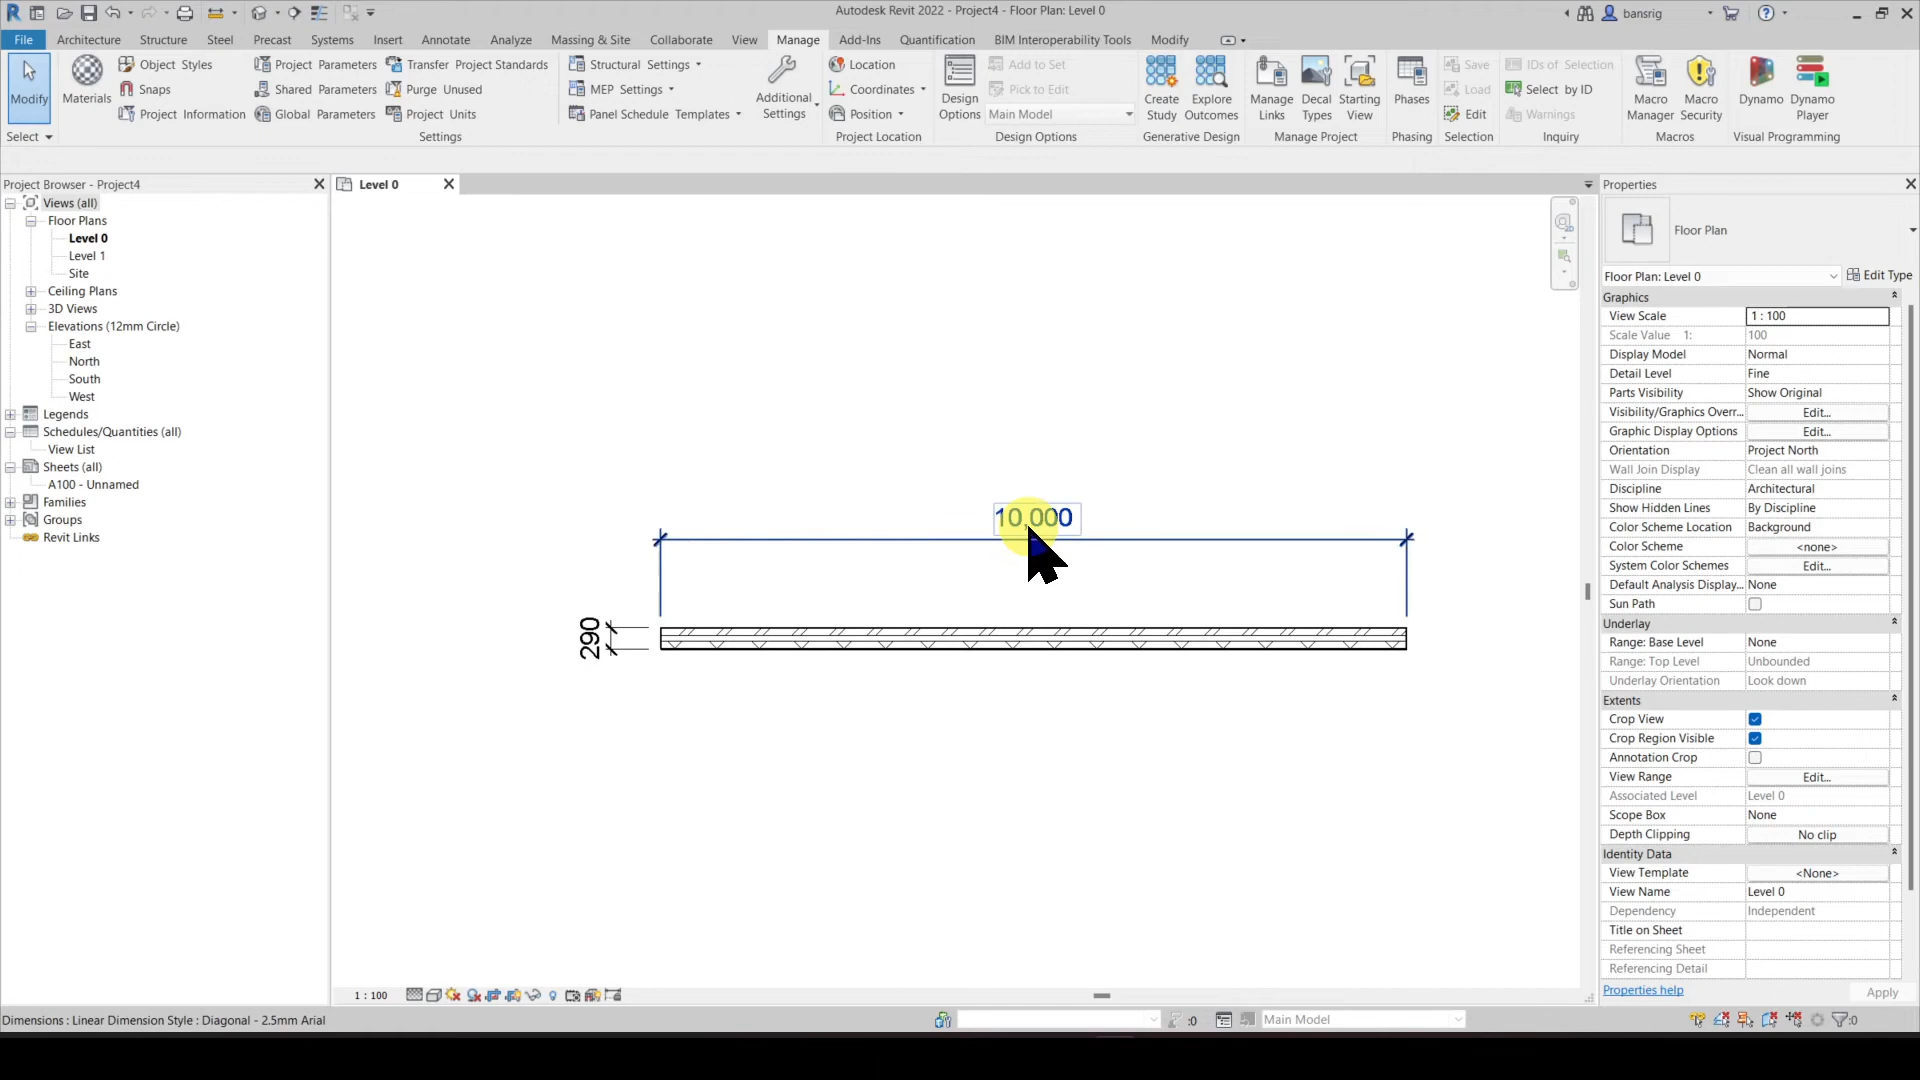 Autodesk Revit 2022 - Project4 - Floor Plan: Level 0
bansrig
File Architecture Structure Steel Precast Systems Insert Annotate Analyze Massing & Site Collaborate View Manage Add-Ins Quantification BIM Interoperability Tools Modify
Modify
Materials
Object Styles
Snaps
Project Information
Project Parameters
Shared Parameters
Global Parameters
Transfer Project Standards
Purge Unused
Project Units
Structural Settings
MEP Settings
Panel Schedule Templates
Additional Settings
Location
Coordinates
Position
Design Options
Add to Set
Pick to Edit
Main Model
Create Study
Explore Outcomes
Manage Links
Decal Types
Starting View
Phases
Save
Load
Edit
IDs of Selection
Select by ID
Warnings
Macro Manager
Macro Security
Dynamo
Dynamo Player
Select Settings Project Location Design Options Generative Design Manage Project Phasing Selection Inquiry Macros Visual Programming
Project Browser - Project4
Views (all)
Floor Plans
Level 0
Level 1
Site
Ceiling Plans
3D Views
Elevations (12mm Circle)
East
North
South
West
Legends
Schedules/Quantities (all)
View List
Sheets (all)
A100 - Unnamed
Families
Groups
Revit Links
Level 0
10,000
290
1 : 100
Properties
Floor Plan
Floor Plan: Level 0 Edit Type
Graphics
View Scale 1 : 100
Scale Value 1: 100
Display Model Normal
Detail Level Fine
Parts Visibility Show Original
Visibility/Graphics Overr... Edit...
Graphic Display Options Edit...
Orientation Project North
Wall Join Display Clean all wall joins
Discipline Architectural
Show Hidden Lines By Discipline
Color Scheme Location Background
Color Scheme <none>
System Color Schemes Edit...
Default Analysis Display... None
Sun Path
Underlay
Range: Base Level None
Range: Top Level Unbounded
Underlay Orientation Look down
Extents
Crop View
Crop Region Visible
Annotation Crop
View Range Edit...
Associated Level Level 0
Scope Box None
Depth Clipping No clip
Identity Data
View Template <None>
View Name Level 0
Dependency Independent
Title on Sheet
Referencing Sheet
Referencing Detail
Properties help Apply
Dimensions : Linear Dimension Style : Diagonal - 2.5mm Arial
:0
Main Model
:0